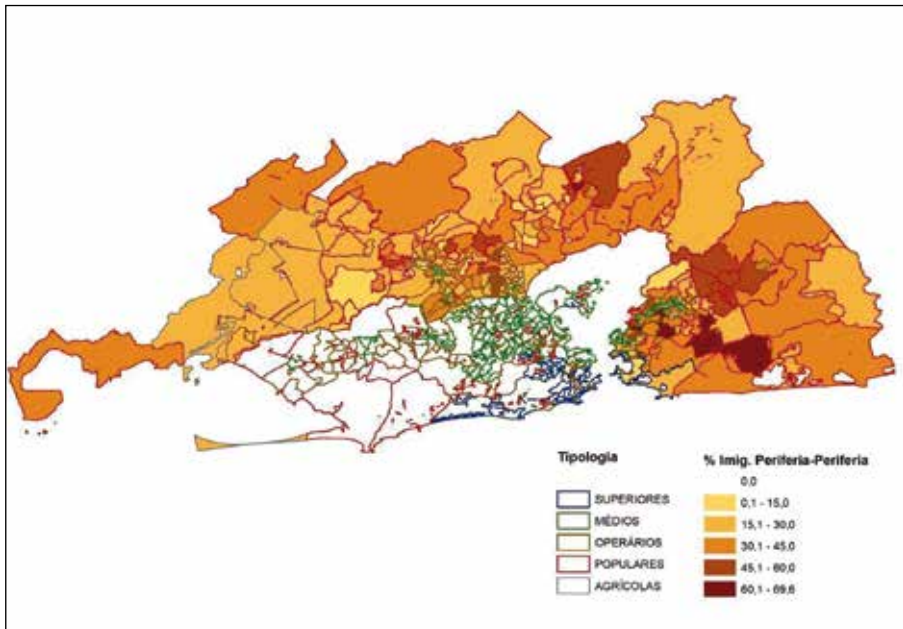 Tipologia
SUPERIORES
MÉDIOS
OPERÁRIOS
POPULARES
AGRÍCOLAS
% Imig. Periferia-Periferia
0.0
0,1 - 15,0
15,1 - 30,0
30,1 - 45,0
45,1 - 60,0
60,1 - 69,6